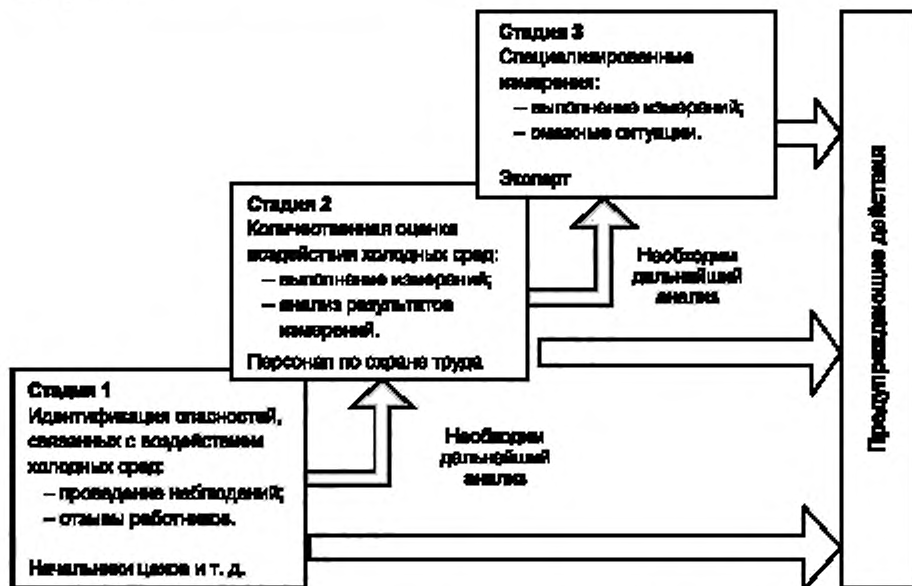 Стадия 3
Специализированные
измерения:
– выполнение измерений;
– смежные ситуации.
Эксперт
Стадия 2
Количественная оценка
воздействия холодных сред:
– выполнение измерений;
– анализ результатов
измерений.
Персонал по охране труда
Необходим
дальнейший
анализ
Стадия 1
Идентификация опасностей,
связанных с воздействием
холодных сред:
– проведение наблюдений;
– отзывы работников.
Начальники цехов и т. д.
Необходим
дальнейший
анализ
Предупреждающие действия